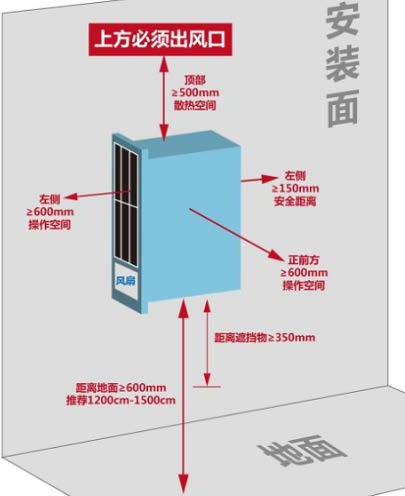 安装面
上方必须出风口
顶部
≥500mm
散热空间
左侧
≥150mm
安全距离
左侧
≥600mm
操作空间
正前方
≥600mm
操作空间
风扇
距离遮挡物≥350mm
距离地面≥600mm
推荐1200cm-1500cm
地面